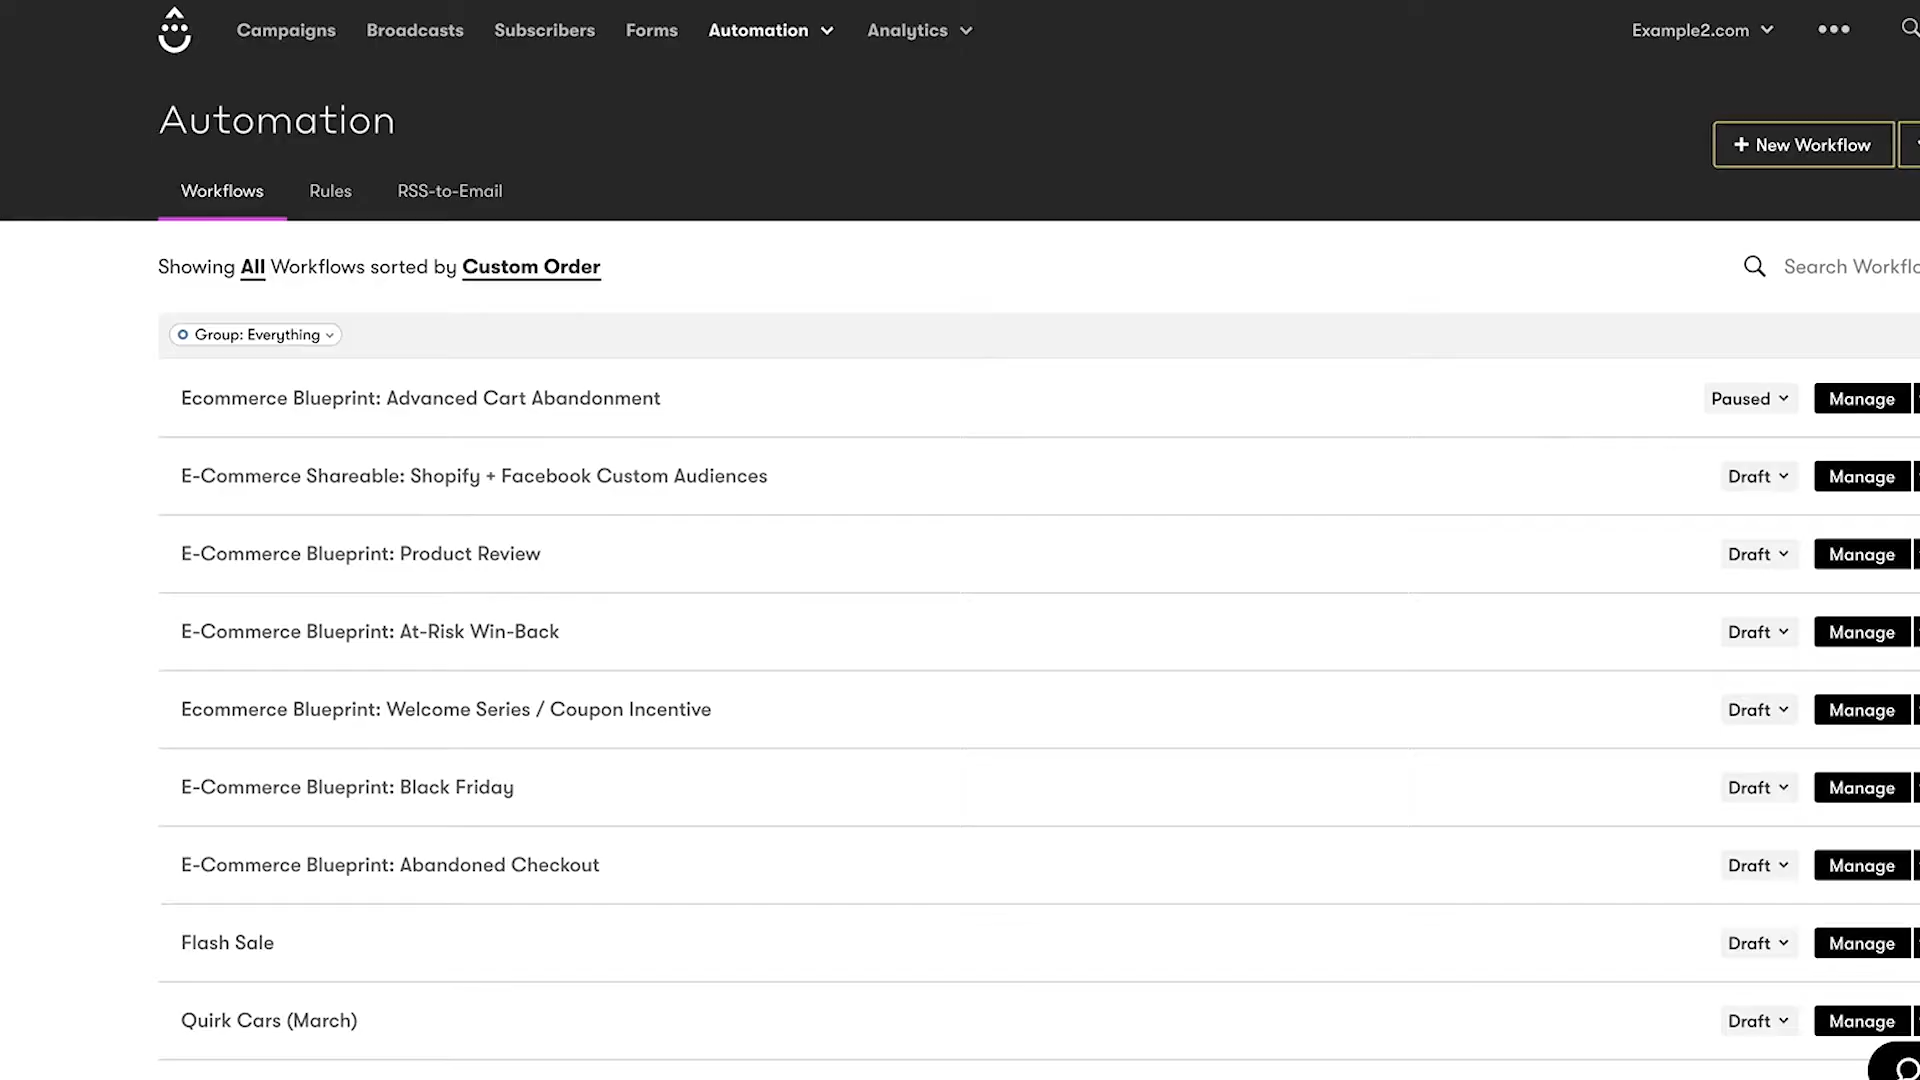 Campaigns Broadcasts Subscribers Forms Automation Analytics Example2.com
Automation
+ New Workflow
Workflows Rules RSS-to-Email
Showing All Workflows sorted by Custom Order
Search
Group: Everything
Ecommerce Blueprint: Advanced Cart Abandonment Paused Manage
E-Commerce Shareable: Shopify + Facebook Custom Audiences Draft Manage
E-Commerce Blueprint: Product Review Draft Manage
E-Commerce Blueprint: At-Risk Win-Back Draft Manage
Ecommerce Blueprint: Welcome Series / Coupon Incentive Draft Manage
E-Commerce Blueprint: Black Friday Draft Manage
E-Commerce Blueprint: Abandoned Checkout Draft Manage
Flash Sale Draft Manage
Quirk Cars (March) Draft Manage